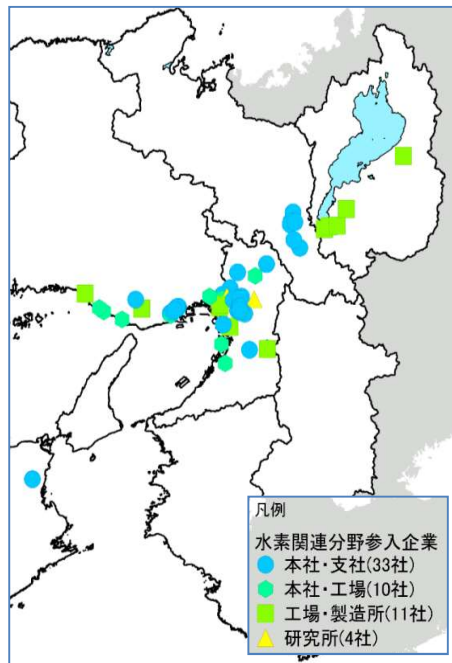 凡例
水素関連分野参入企業
本社・支社(33社)
本社・工場(10社)
工場・製造所(11社)
研究所(4社)